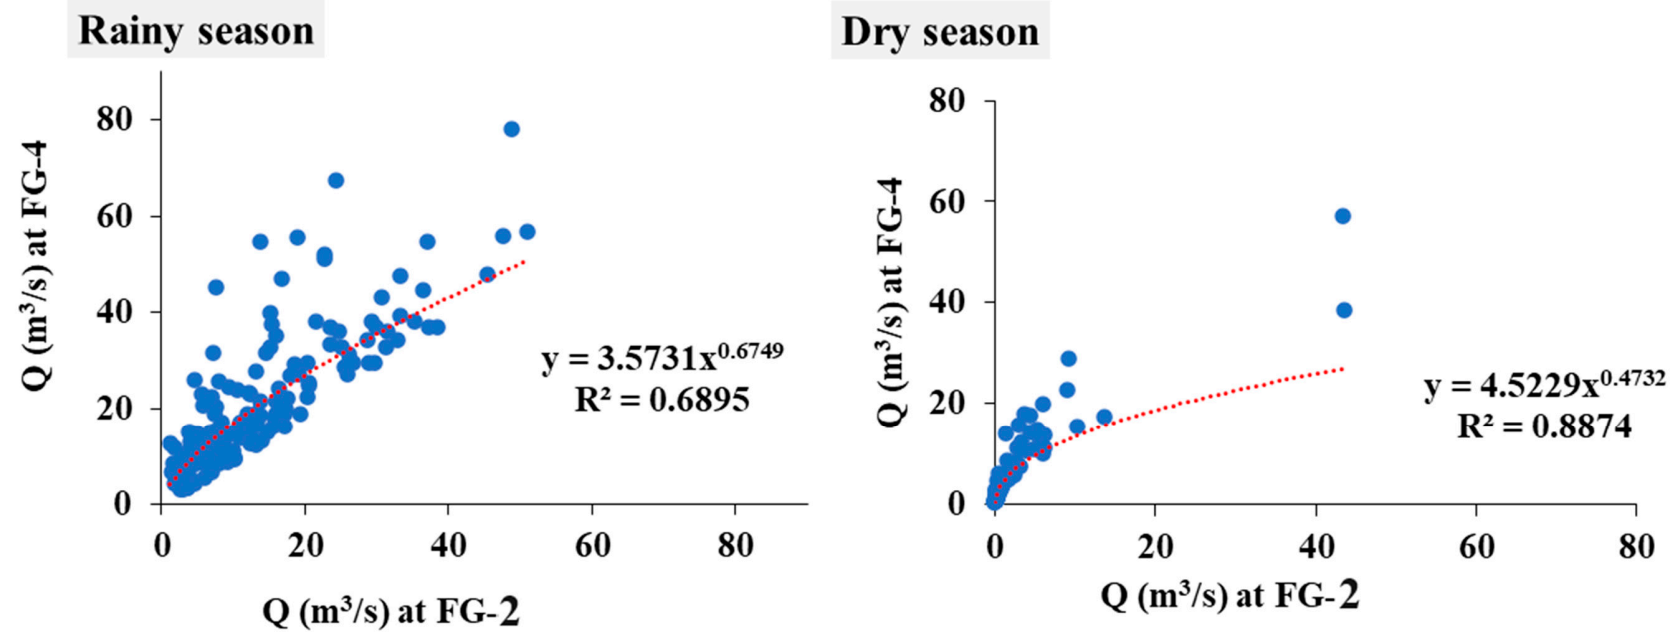 Rainy season
Q (m³/s) at FG-4
80
60
40
20
0
0 20 40 60 80
y = 3.5731x^0.6749
R² = 0.6895
Q (m³/s) at FG-2
Dry season
Q (m³/s) at FG-4
80
60
40
20
0
0 20 40 60 80
y = 4.5229x^0.4732
R² = 0.8874
Q (m³/s) at FG-2